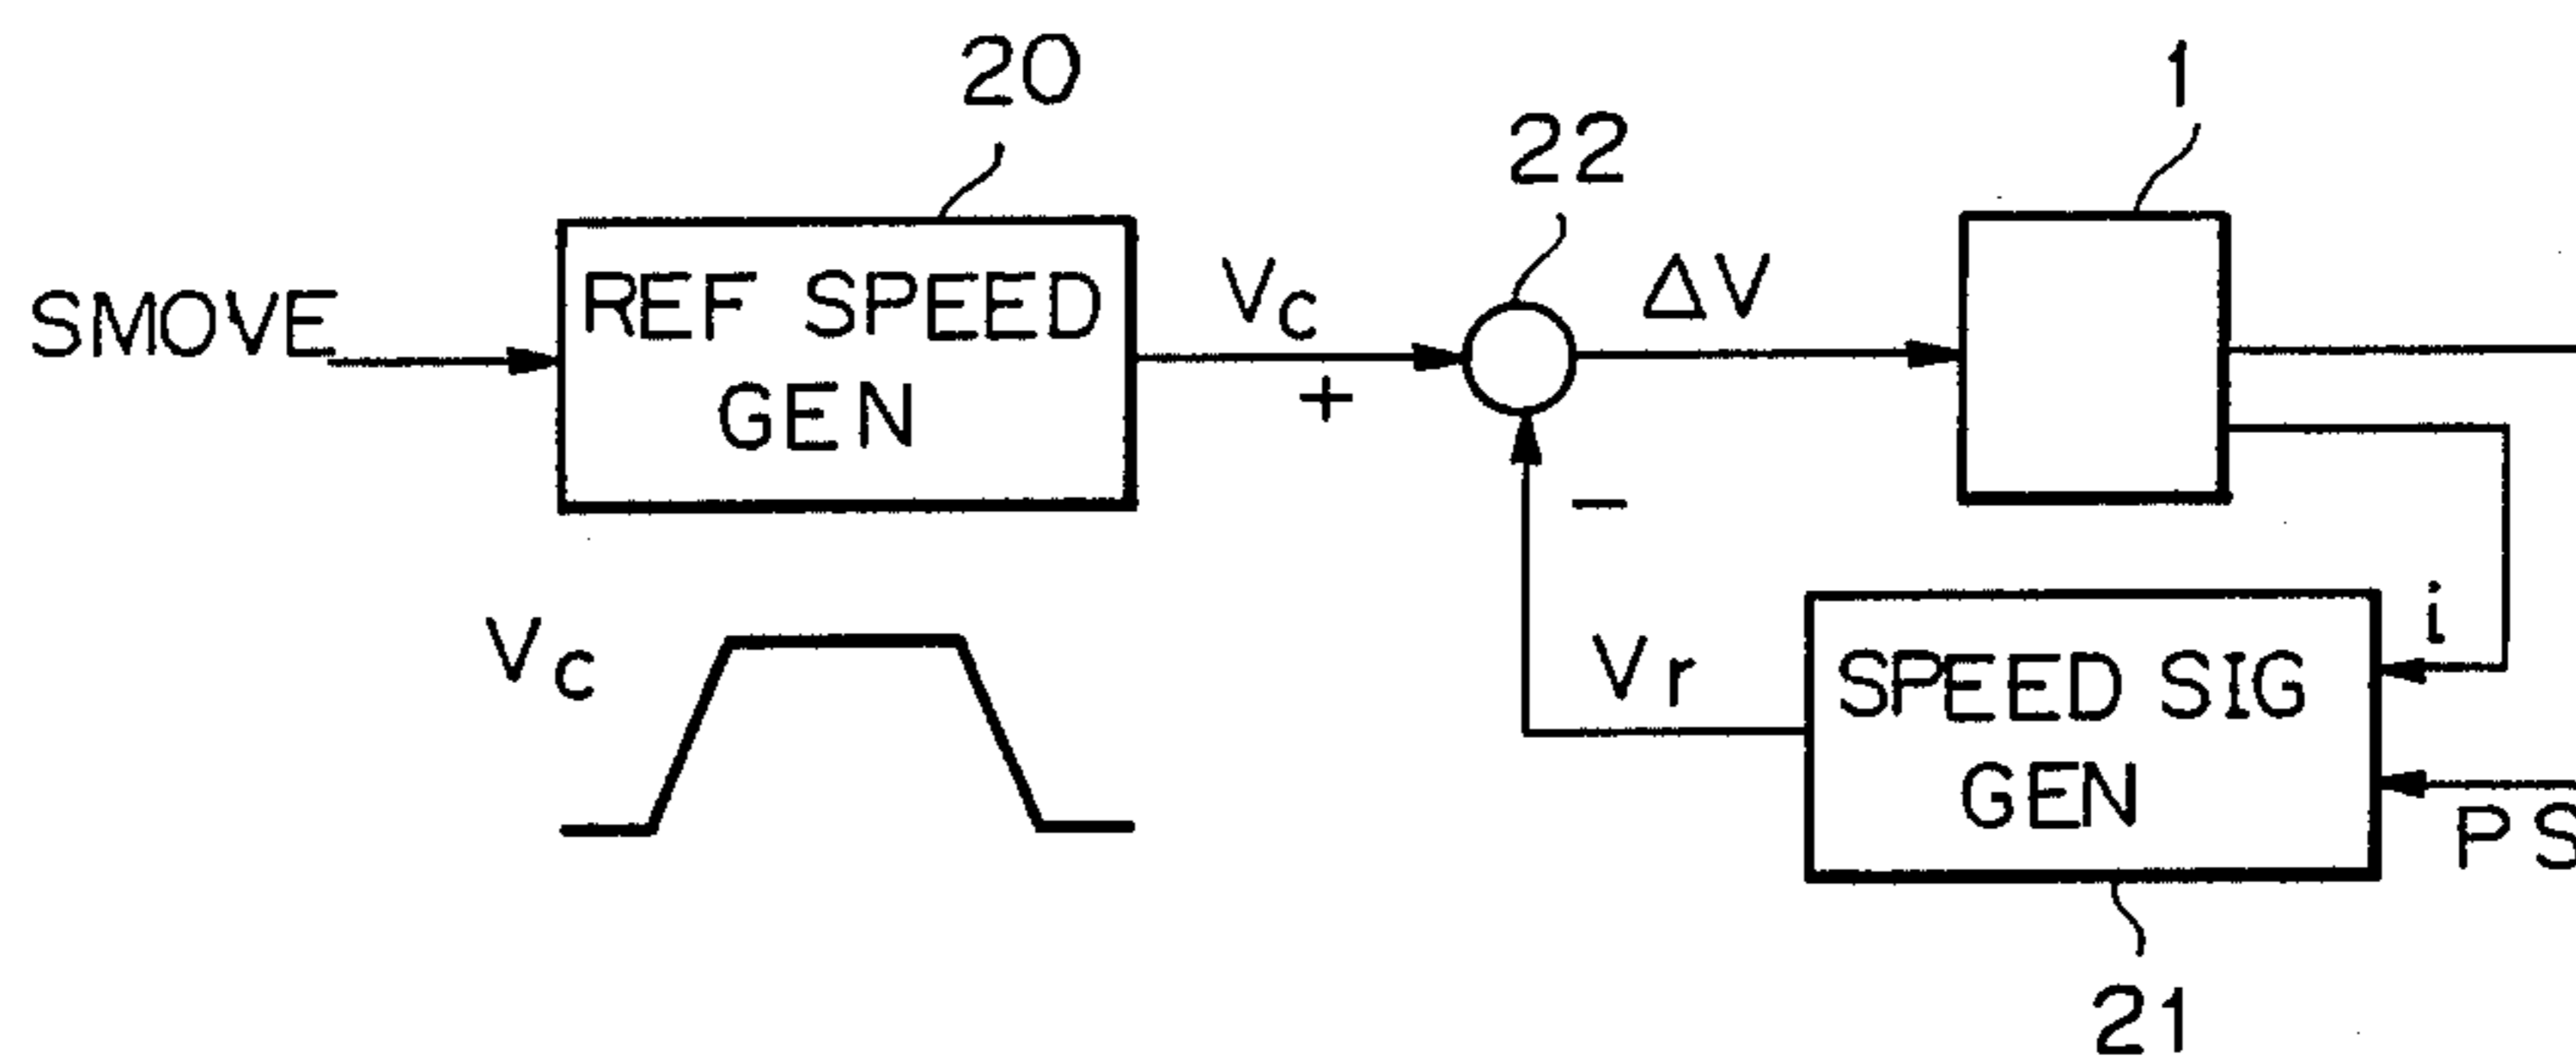 20
1
22
SMOVE
REF SPEED
GEN
Vc
+
ΔV
−
Vc
Vr
i
SPEED SIG
GEN
PS
21